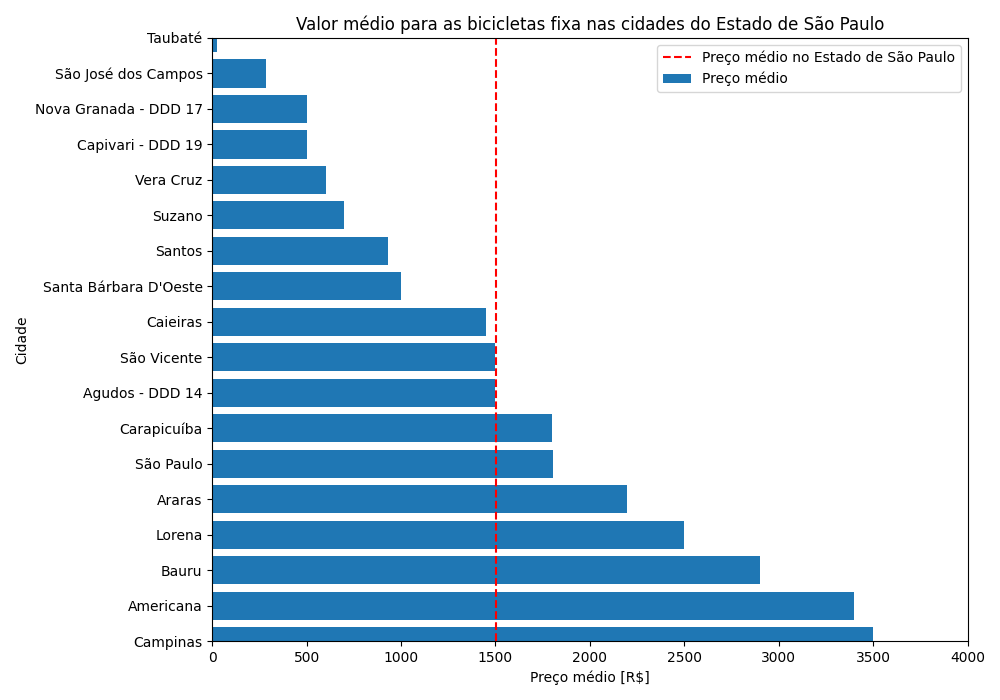 Valor médio para as bicicletas fixa nas cidades do Estado de São Paulo
Preço médio no Estado de São Paulo
Preço médio
Cidade
Taubaté
São José dos Campos
Nova Granada - DDD 17
Capivari - DDD 19
Vera Cruz
Suzano
Santos
Santa Bárbara D'Oeste
Caieiras
São Vicente
Agudos - DDD 14
Carapicuíba
São Paulo
Araras
Lorena
Bauru
Americana
Campinas
0 500 1000 1500 2000 2500 3000 3500 4000
Preço médio [R$]